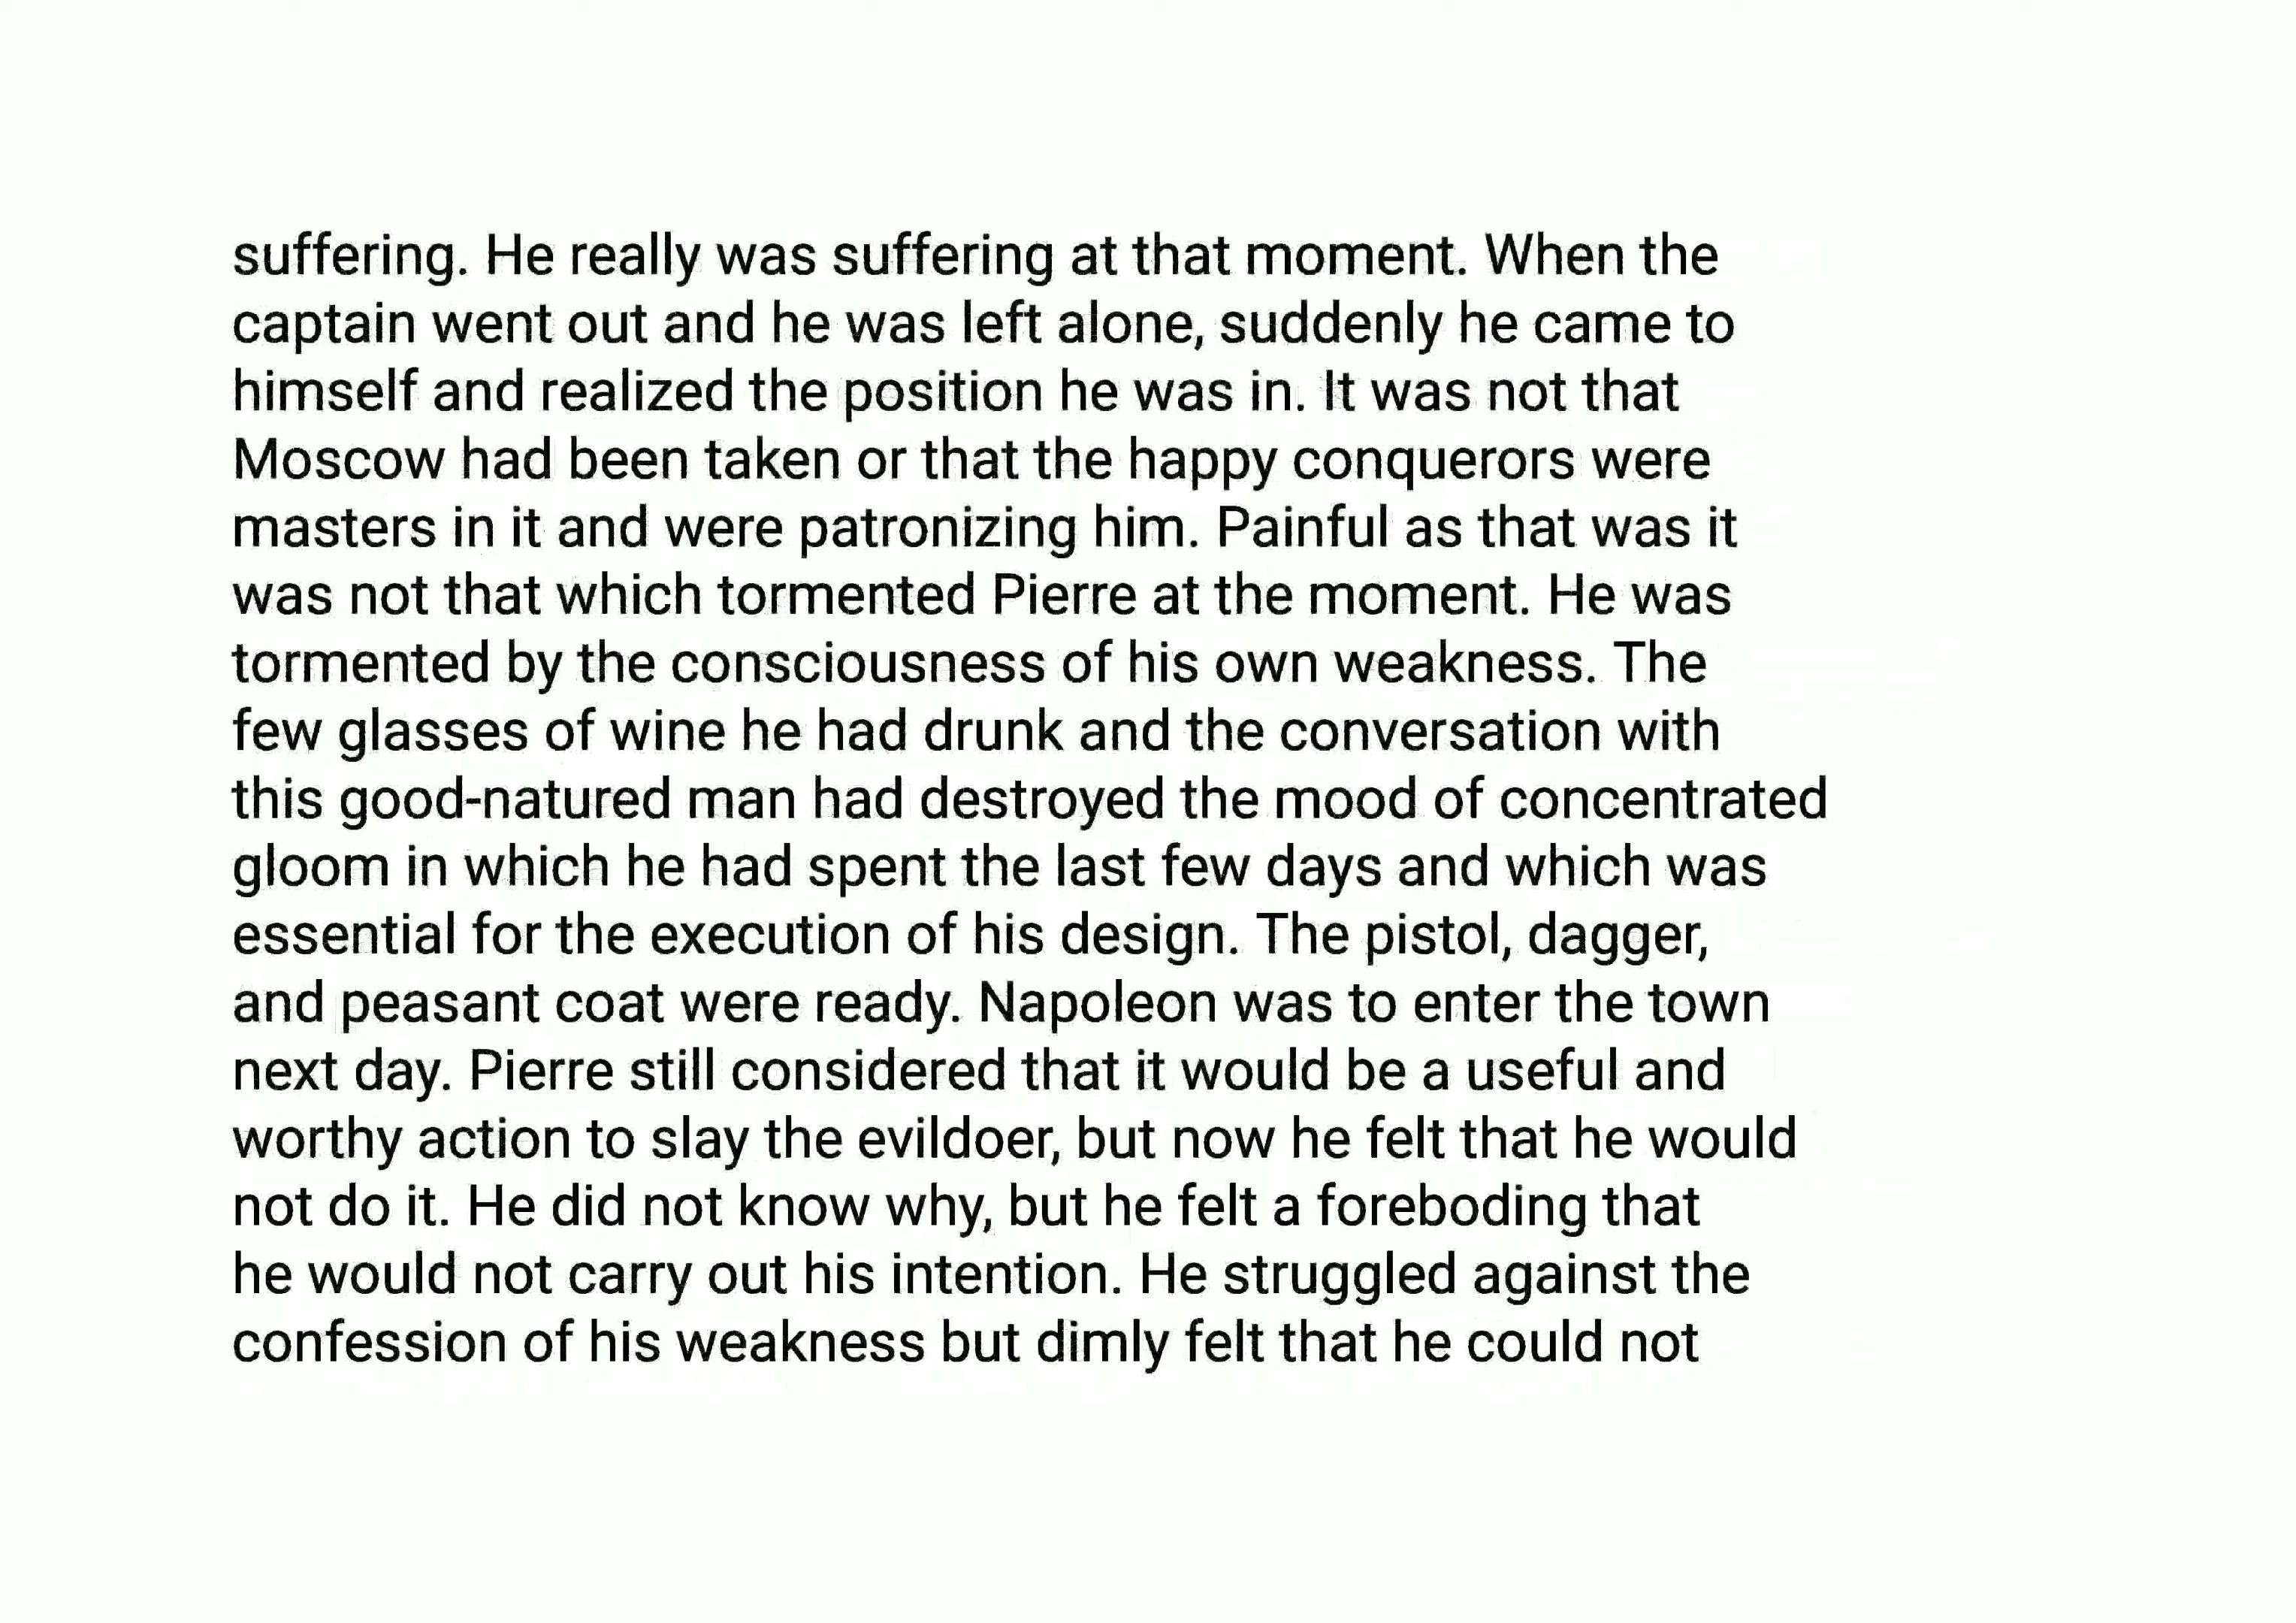 suffering. He really was suffering at that moment. When the
captain went out and he was left alone, suddenly he came to
himself and realized the position he was in. It was not that
Moscow had been taken or that the happy conquerors were
masters in it and were patronizing him. Painful as that was it
was not that which tormented Pierre at the moment. He was
tormented by the consciousness of his own weakness. The
few glasses of wine he had drunk and the conversation with
this good-natured man had destroyed the mood of concentrated
gloom in which he had spent the last few days and which was
essential for the execution of his design. The pistol, dagger,
and peasant coat were ready. Napoleon was to enter the town
next day. Pierre still considered that it would be a useful and
worthy action to slay the evildoer, but now he felt that he would
not do it. He did not know why, but he felt a foreboding that
he would not carry out his intention. He struggled against the
confession of his weakness but dimly felt that he could not